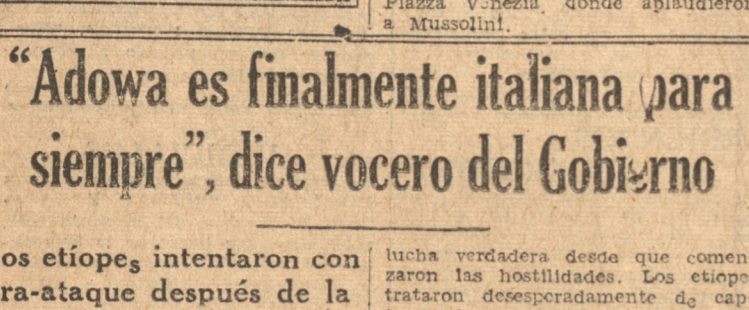 Piazza Venezia, donde aplaudieron
a Mussolini.
“Adowa es finalmente italiana para
siempre”, dice vocero del Gobierno
os etíopes intentaron con
ra-ataque después de la
lucha verdadera desde que comen
zaron las hostilidades. Los etíope
trataron desesperadamente de cap